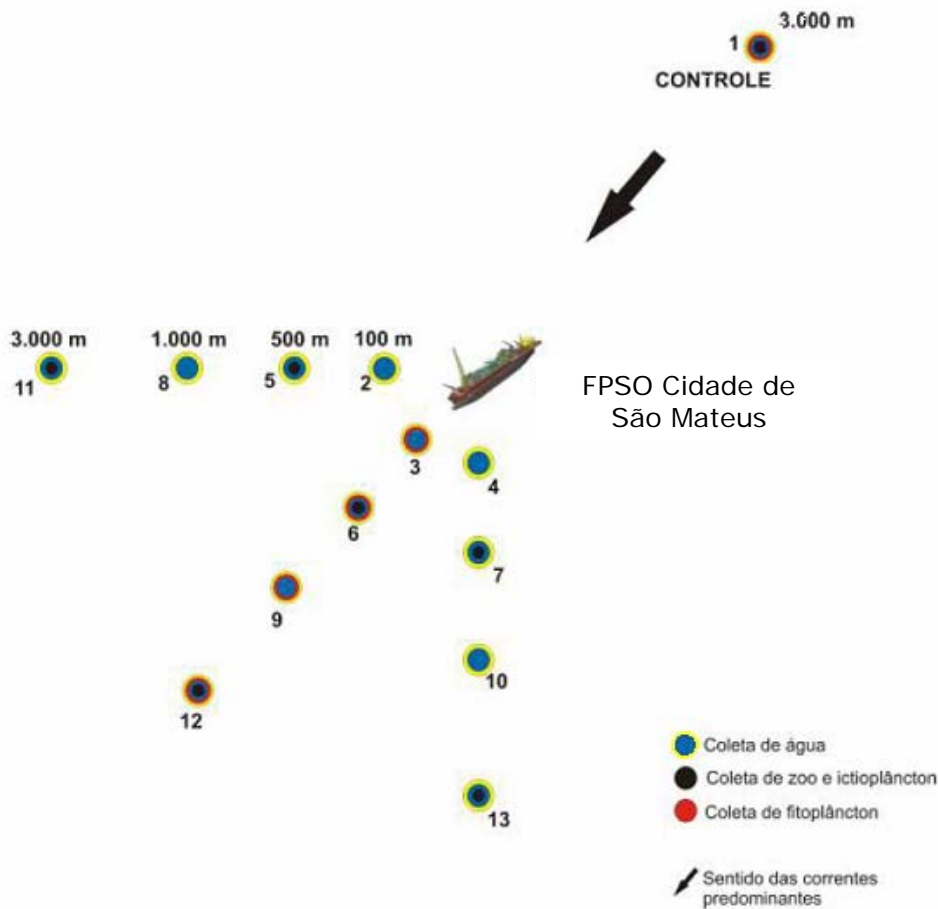 3.000 m
1
CONTROLE
3.000 m
1.000 m
500 m
100 m
11
8
5
2
FPSO Cidade de
São Mateus
3
4
6
7
9
10
12
13
Coleta de água
Coleta de zoo e ictioplâncton
Coleta de fitoplâncton
Sentido das correntes
predominantes